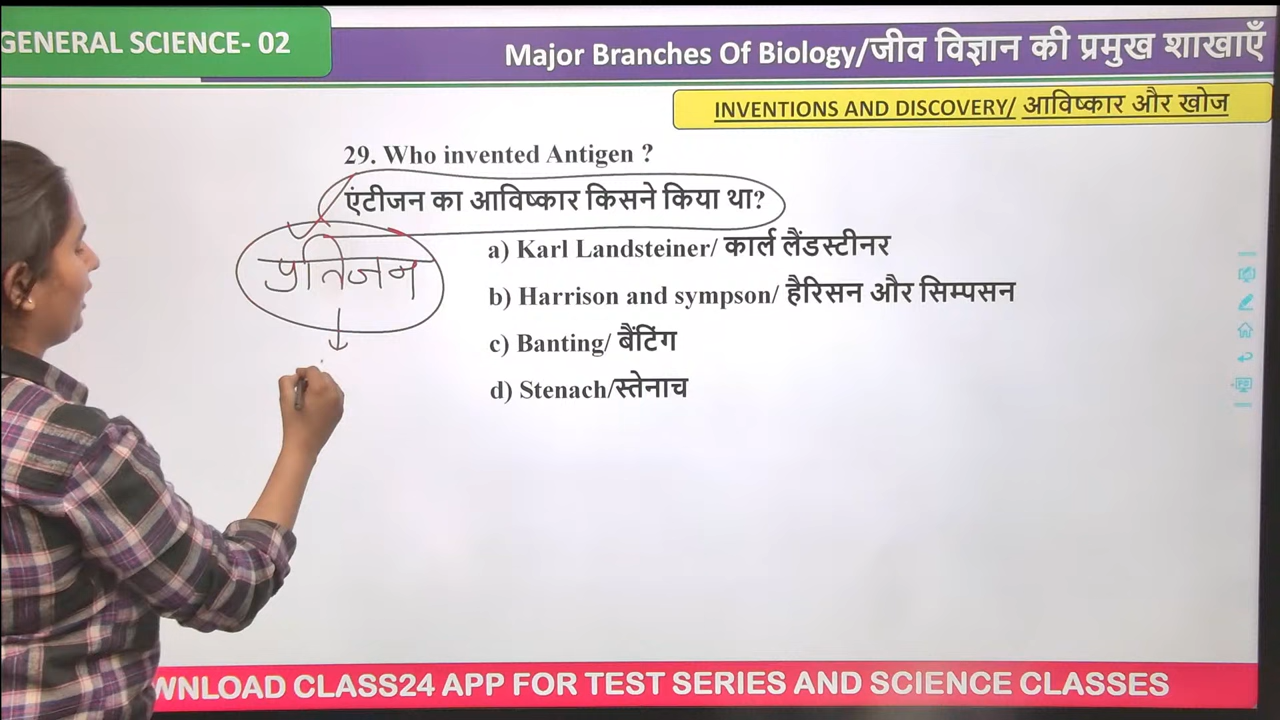 GENERAL SCIENCE- 02
Major Branches Of Biology/जीव विज्ञान की प्रमुख शाखाएँ
INVENTIONS AND DISCOVERY/ आविष्कार और खोज
29. Who invented Antigen ?
एंटीजन का आविष्कार किसने किया था?
प्रतिजन
a) Karl Landsteiner/ कार्ल लैंडस्टीनर
b) Harrison and sympson/ हैरिसन और सिम्पसन
c) Banting/ बैंटिंग
d) Stenach/स्तेनाच
WNLOAD CLASS24 APP FOR TEST SERIES AND SCIENCE CLASSES